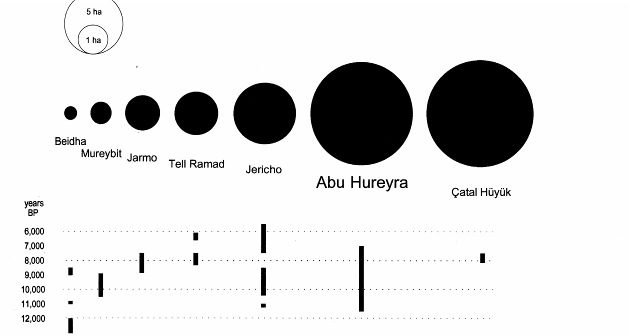 5 ha
1 ha
Beidha
Mureybit
Jarmo
Tell Ramad
Jericho
Abu Hureyra
Çatal Hüyük
years
BP
6,000
7,000
8,000
9,000
10,000
11,000
12,000